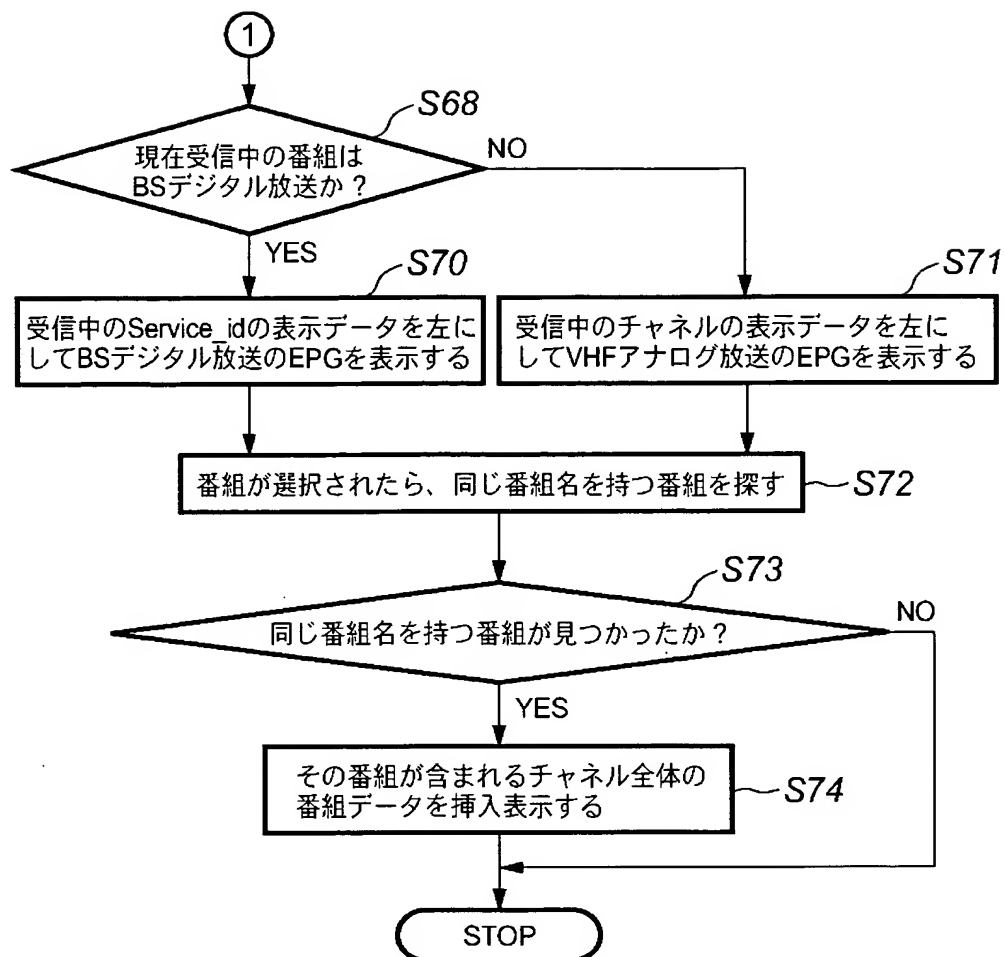 1
S68
現在受信中の番組は
BSデジタル放送か？
NO
YES
S70
S71
受信中のService_idの表示データを左に
してBSデジタル放送のEPGを表示する
受信中のチャネルの表示データを左に
してVHFアナログ放送のEPGを表示する
番組が選択されたら、同じ番組名を持つ番組を探す
S72
S73
同じ番組名を持つ番組が見つかったか？
NO
YES
その番組が含まれるチャネル全体の
番組データを挿入表示する
S74
STOP